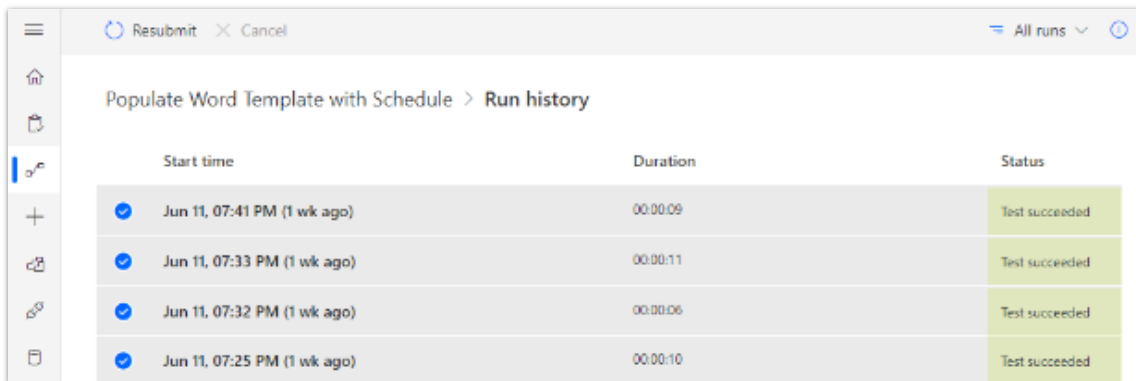 Resubmit Cancel All runs
Populate Word Template with Schedule > Run history
Start time Duration Status
Jun 11, 07:41 PM (1 wk ago) 00:00:09 Test succeeded
Jun 11, 07:33 PM (1 wk ago) 00:00:11 Test succeeded
Jun 11, 07:32 PM (1 wk ago) 00:00:06 Test succeeded
Jun 11, 07:25 PM (1 wk ago) 00:00:10 Test succeeded